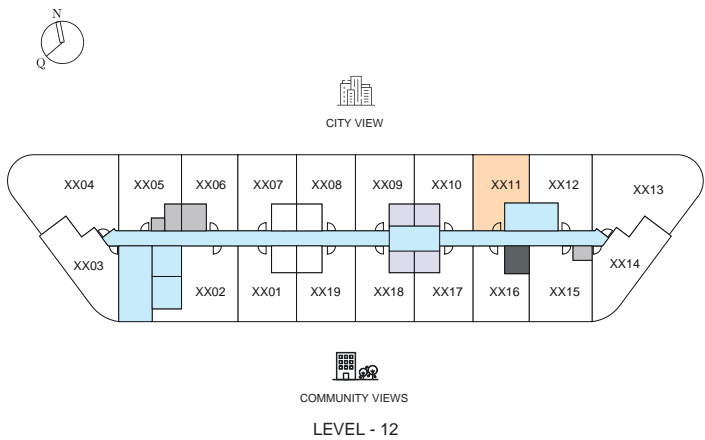 N
Q
CITY VIEW
XX04 XX05 XX06 XX07 XX08 XX09 XX10 XX11 XX12 XX13
XX03 XX02 XX01 XX19 XX18 XX17 XX16 XX15 XX14
COMMUNITY VIEWS
LEVEL - 12